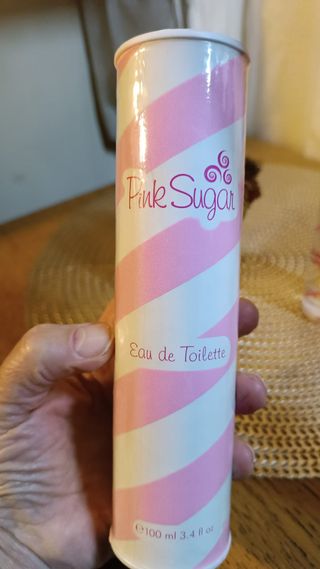 Pink Sugar
Eau de Toilette
℮100 ml 3.4 fl oz